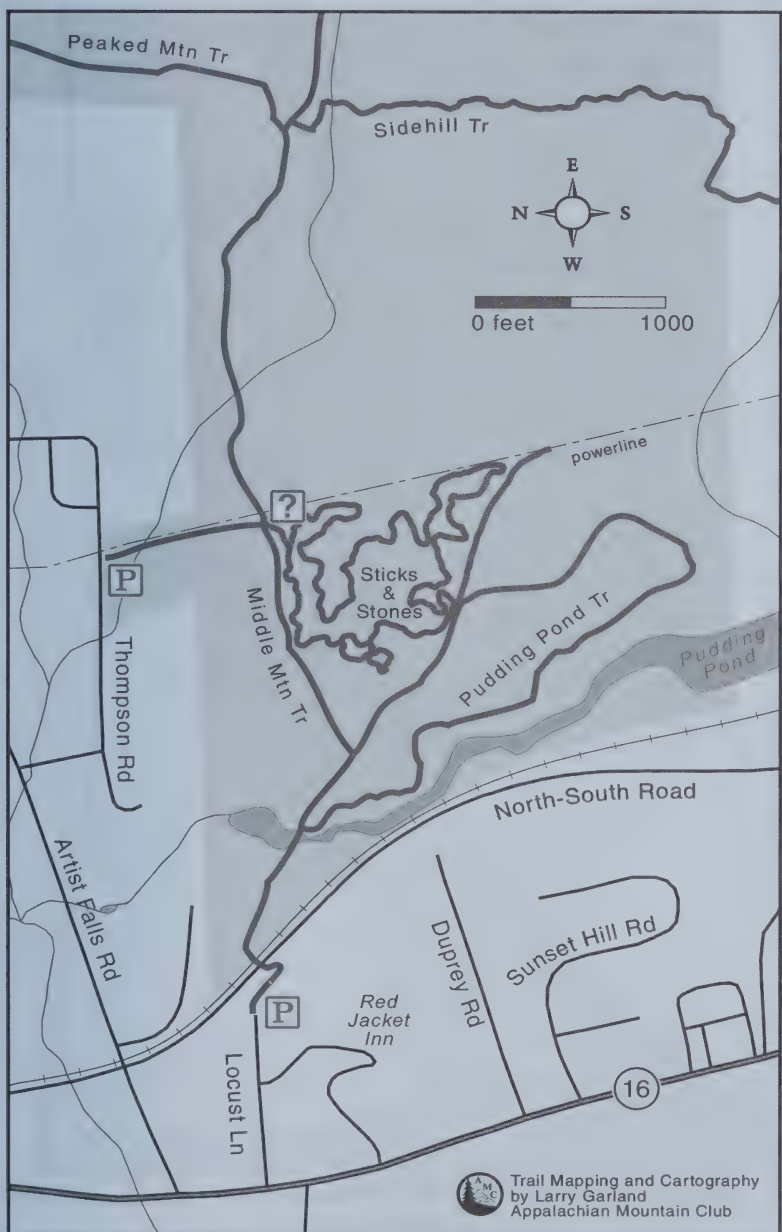 Peaked Mtn Tr
Sidehill Tr
E
N
S
W
0 feet
1000
powerline
?
P
Sticks
&
Stones
Middle Mtn Tr
Pudding Pond Tr
Pudding
Pond
Thompson Rd
North-South Road
Artist Falls Rd
Duprey Rd
Sunset Hill Rd
P
Red
Jacket
Inn
Locust Ln
16
AMC
Trail Mapping and Cartography
by Larry Garland
Appalachian Mountain Club